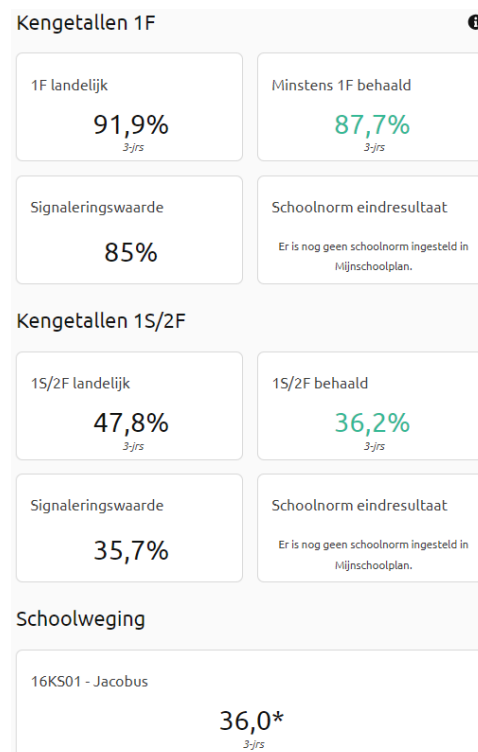 Kengetallen 1F
1F landelijk
91,9%
3-jrs
Minstens 1F behaald
87,7%
3-jrs
Signaleringswaarde
85%
Schoolnorm eindresultaat
Er is nog geen schoolnorm ingesteld in
Mijnschoolplan.
Kengetallen 1S/2F
1S/2F landelijk
47,8%
3-jrs
1S/2F behaald
36,2%
3-jrs
Signaleringswaarde
35,7%
Schoolnorm eindresultaat
Er is nog geen schoolnorm ingesteld in
Mijnschoolplan.
Schoolweging
16KS01 - Jacobus
36,0*
3-jrs